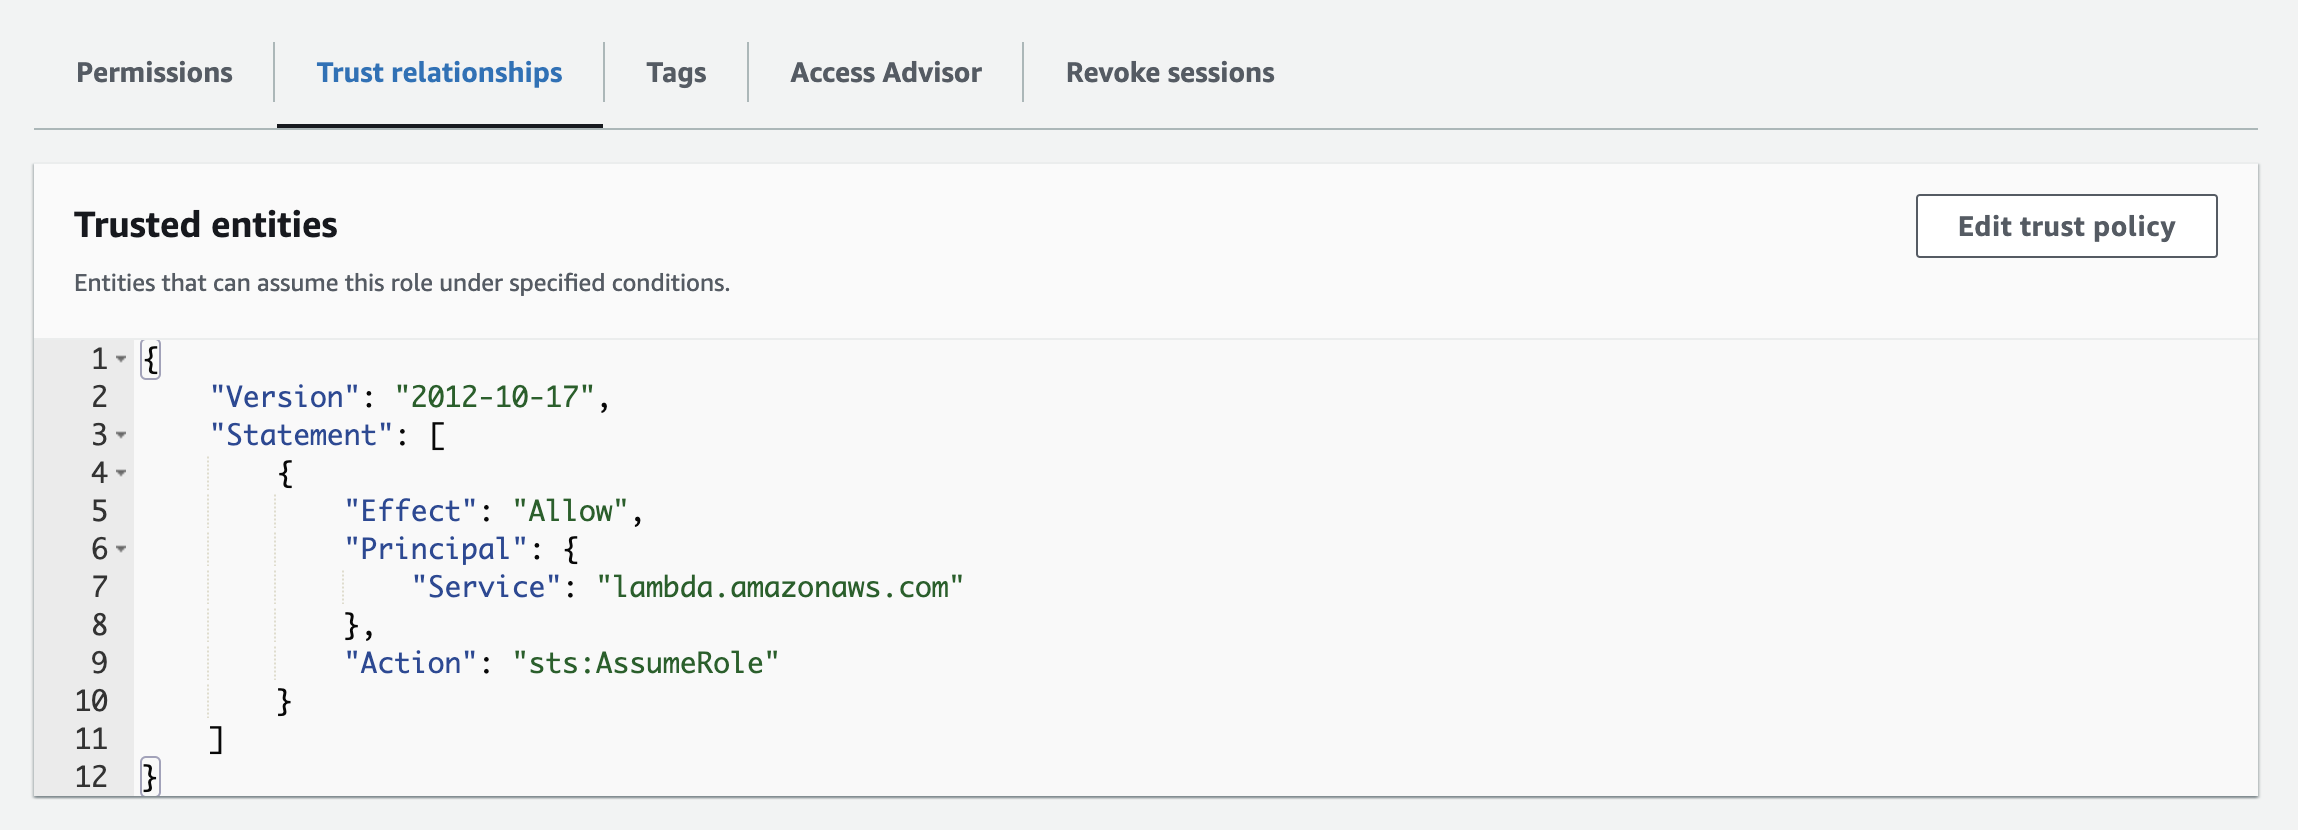 Permissions Trust relationships Tags Access Advisor Revoke sessions
Trusted entities
Edit trust policy
Entities that can assume this role under specified conditions.
1 {
2     "Version": "2012-10-17",
3     "Statement": [
4         {
5             "Effect": "Allow",
6             "Principal": {
7                 "Service": "lambda.amazonaws.com"
8             },
9             "Action": "sts:AssumeRole"
10         }
11     ]
12 }